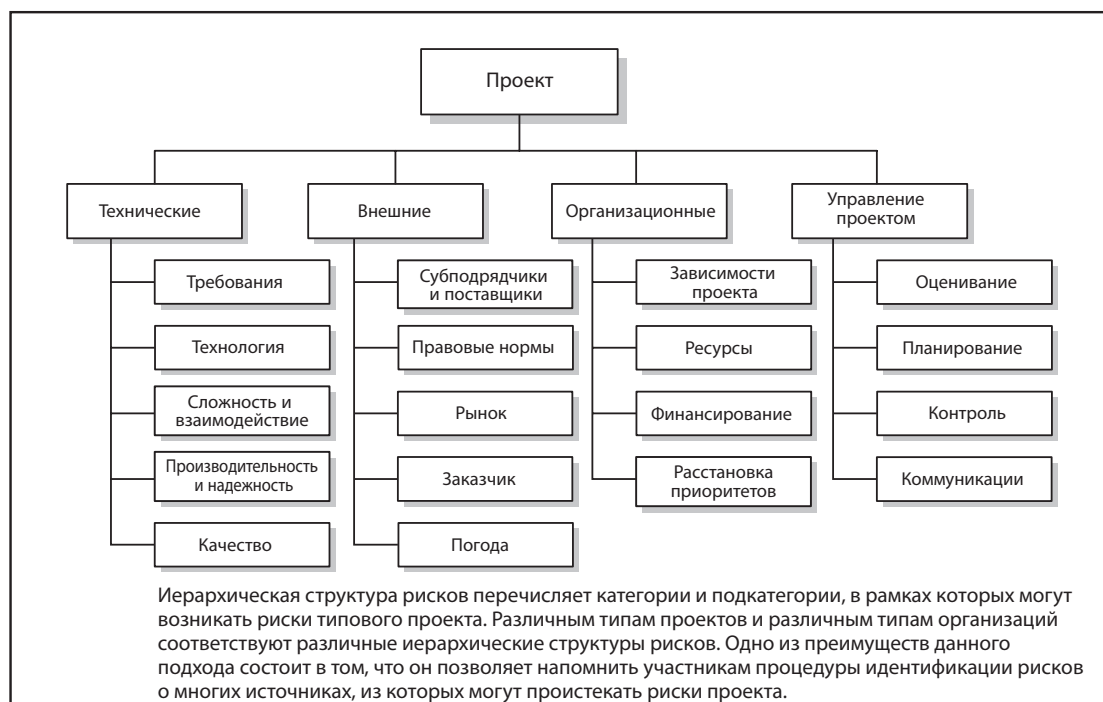 Проект
Технические
Внешние
Организационные
Управление
проектом
Требования
Технология
Сложность и
взаимодействие
Производительность
и надежность
Качество
Субподрядчики
и поставщики
Правовые нормы
Рынок
Заказчик
Погода
Зависимости
проекта
Ресурсы
Финансирование
Расстановка
приоритетов
Оценивание
Планирование
Контроль
Коммуникации
Иерархическая структура рисков перечисляет категории и подкатегории, в рамках которых могут
возникать риски типового проекта. Различным типам проектов и различным типам организаций
соответствуют различные иерархические структуры рисков. Одно из преимуществ данного
подхода состоит в том, что он позволяет напомнить участникам процедуры идентификации рисков
о многих источниках, из которых могут проистекать риски проекта.